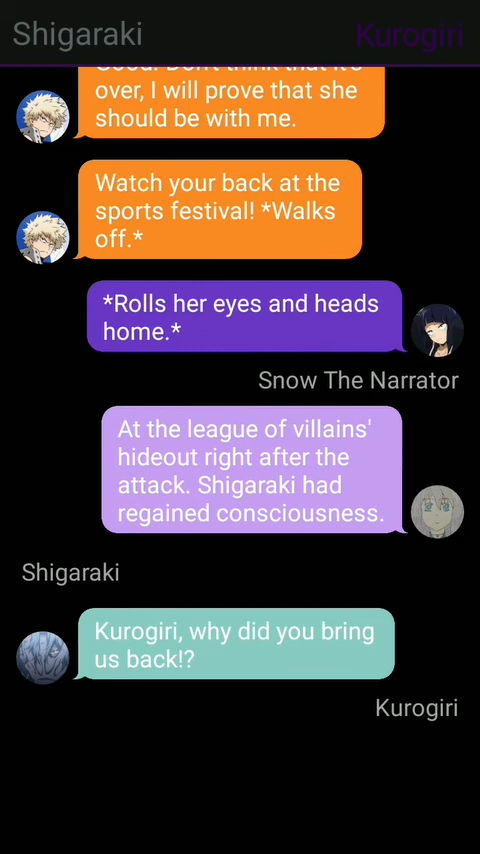 Shigaraki
Kurogiri
Good! Don't think that it's
over, I will prove that she
should be with me.
Watch your back at the
sports festival! *Walks
off.*
*Rolls her eyes and heads
home.*
Snow The Narrator
At the league of villains'
hideout right after the
attack. Shigaraki had
regained consciousness.
Shigaraki
Kurogiri, why did you bring
us back!?
Kurogiri